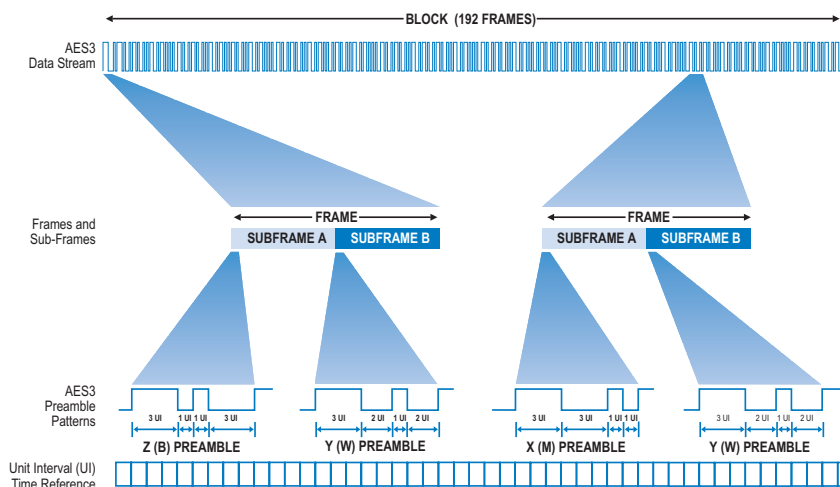 BLOCK (192 FRAMES)
AES3
Data Stream
FRAME
FRAME
Frames and
Sub-Frames
SUBFRAME A
SUBFRAME B
SUBFRAME A
SUBFRAME B
AES3
Preamble
Patterns
3 UI 1 UI 1 UI 3 UI
3 UI 2 UI 1 UI 2 UI
3 UI 3 UI 1 UI 1 UI
3 UI 2 UI 1 UI 2 UI
Z (B) PREAMBLE
Y (W) PREAMBLE
X (M) PREAMBLE
Y (W) PREAMBLE
Unit Interval (UI)
Time Reference